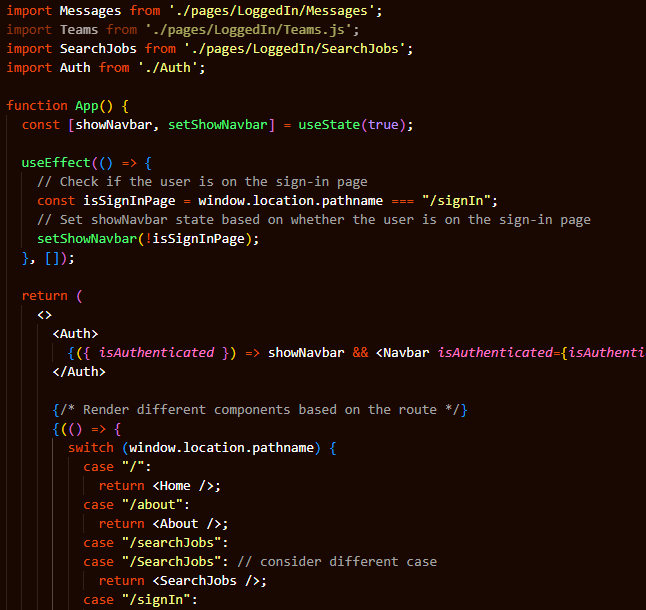 import Messages from './pages/LoggedIn/Messages';
import Teams from './pages/LoggedIn/Teams.js';
import SearchJobs from './pages/LoggedIn/SearchJobs';
import Auth from './Auth';
function App() {
const [showNavbar, setShowNavbar] = useState(true);
useEffect(() => {
// Check if the user is on the sign-in page
const isSignInPage = window.location.pathname === "/signIn";
// Set showNavbar state based on whether the user is on the sign-in page
setShowNavbar(!isSignInPage);
}, []);
return (
<>
<Auth>
{({ isAuthenticated }) => showNavbar && <Navbar isAuthenticated={isAuthenti
</Auth>
{/* Render different components based on the route */}
{(() => {
switch (window.location.pathname) {
case "/":
return <Home />;
case "/about":
return <About />;
case "/searchJobs":
case "/SearchJobs": // consider different case
return <SearchJobs />;
case "/signIn":